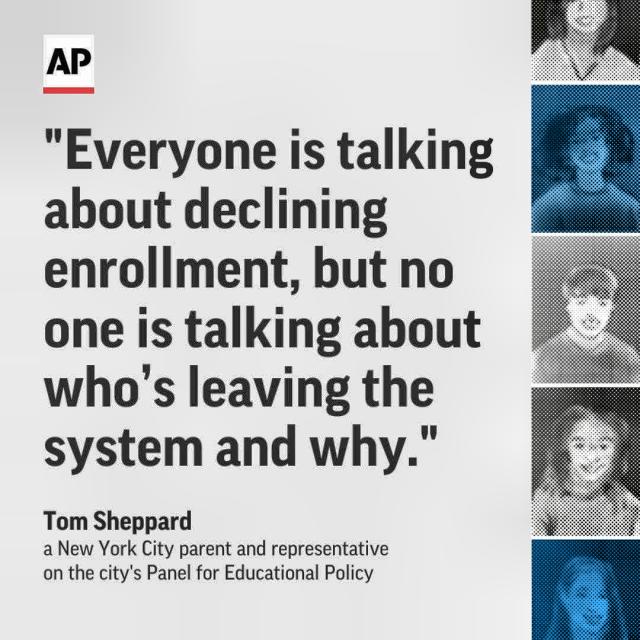 AP
"Everyone is talking
about declining
enrollment, but no
one is talking about
who’s leaving the
system and why."
Tom Sheppard
a New York City parent and representative
on the city's Panel for Educational Policy